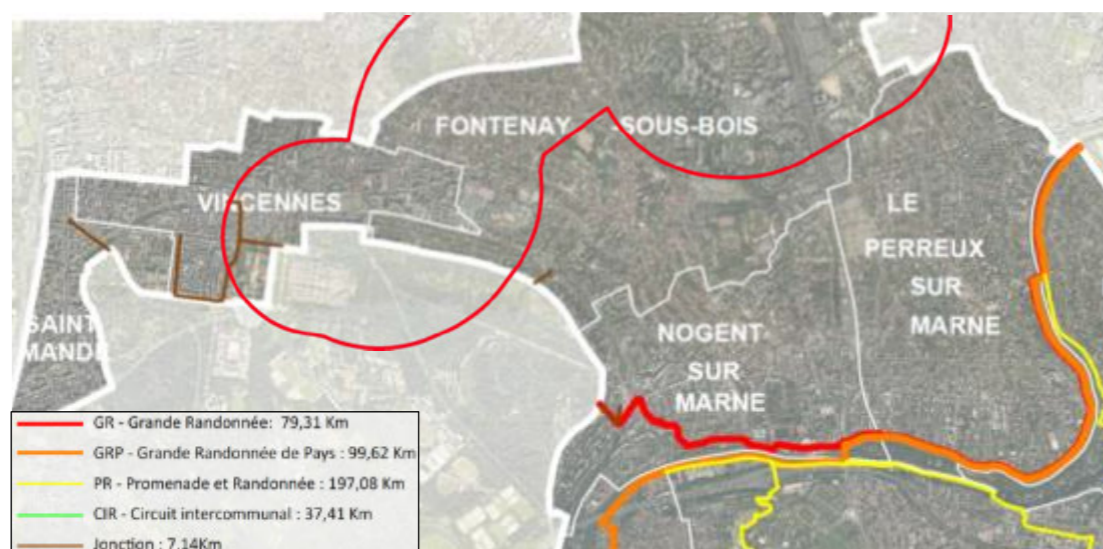 FONTENAY -SOUS-BOIS
VINCENNES
LE
PERREUX
SUR
MARNE
SAINT
MANDE
NOGENT
SUR
MARNE
GR - Grande Randonnée: 79,31 Km
GRP - Grande Randonnée de Pays : 99,62 Km
PR - Promenade et Randonnée : 197,08 Km
CIR - Circuit intercommunal : 37,41 Km
Jonction : 7,14Km